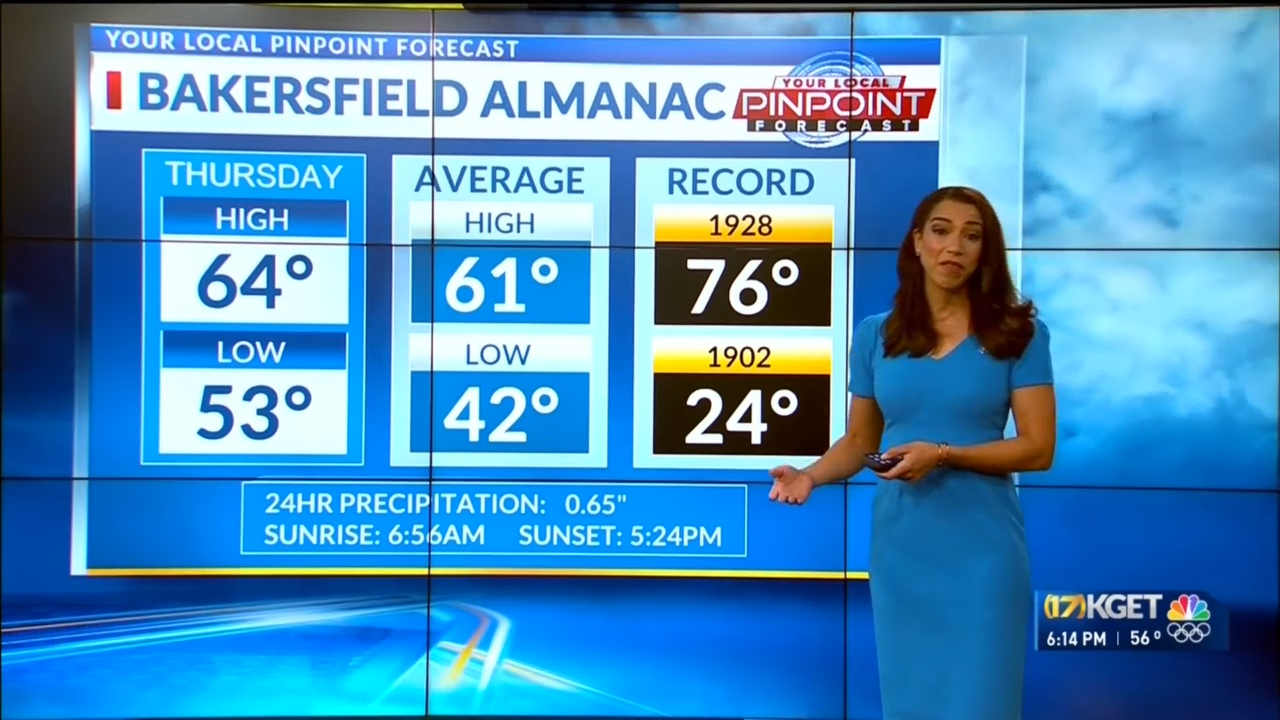 YOUR LOCAL PINPOINT FORECAST
BAKERSFIELD ALMANAC
YOUR LOCAL
PINPOINT
FORECAST
THURSDAY
HIGH
64°
LOW
53°
AVERAGE
HIGH
61°
LOW
42°
RECORD
1928
76°
1902
24°
24HR PRECIPITATION: 0.65"
SUNRISE: 6:56AM SUNSET: 5:24PM
17 KGET
6:14 PM | 56°